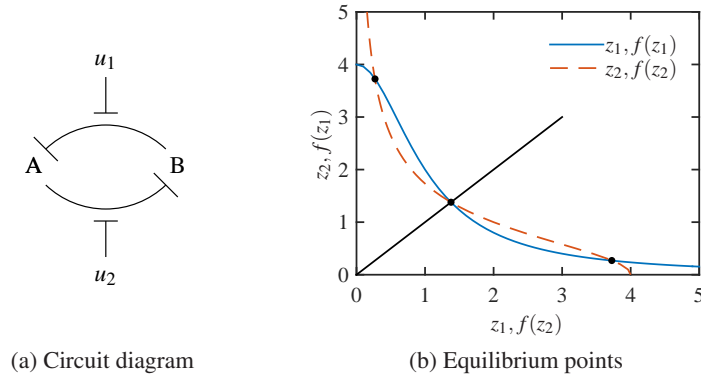 u₁
A
B
u₂
(a) Circuit diagram
5
4
3
2
1
0
z₂, f(z₁)
z₁, f(z₁)
z₂, f(z₂)
0 1 2 3 4 5
z₁, f(z₂)
(b) Equilibrium points